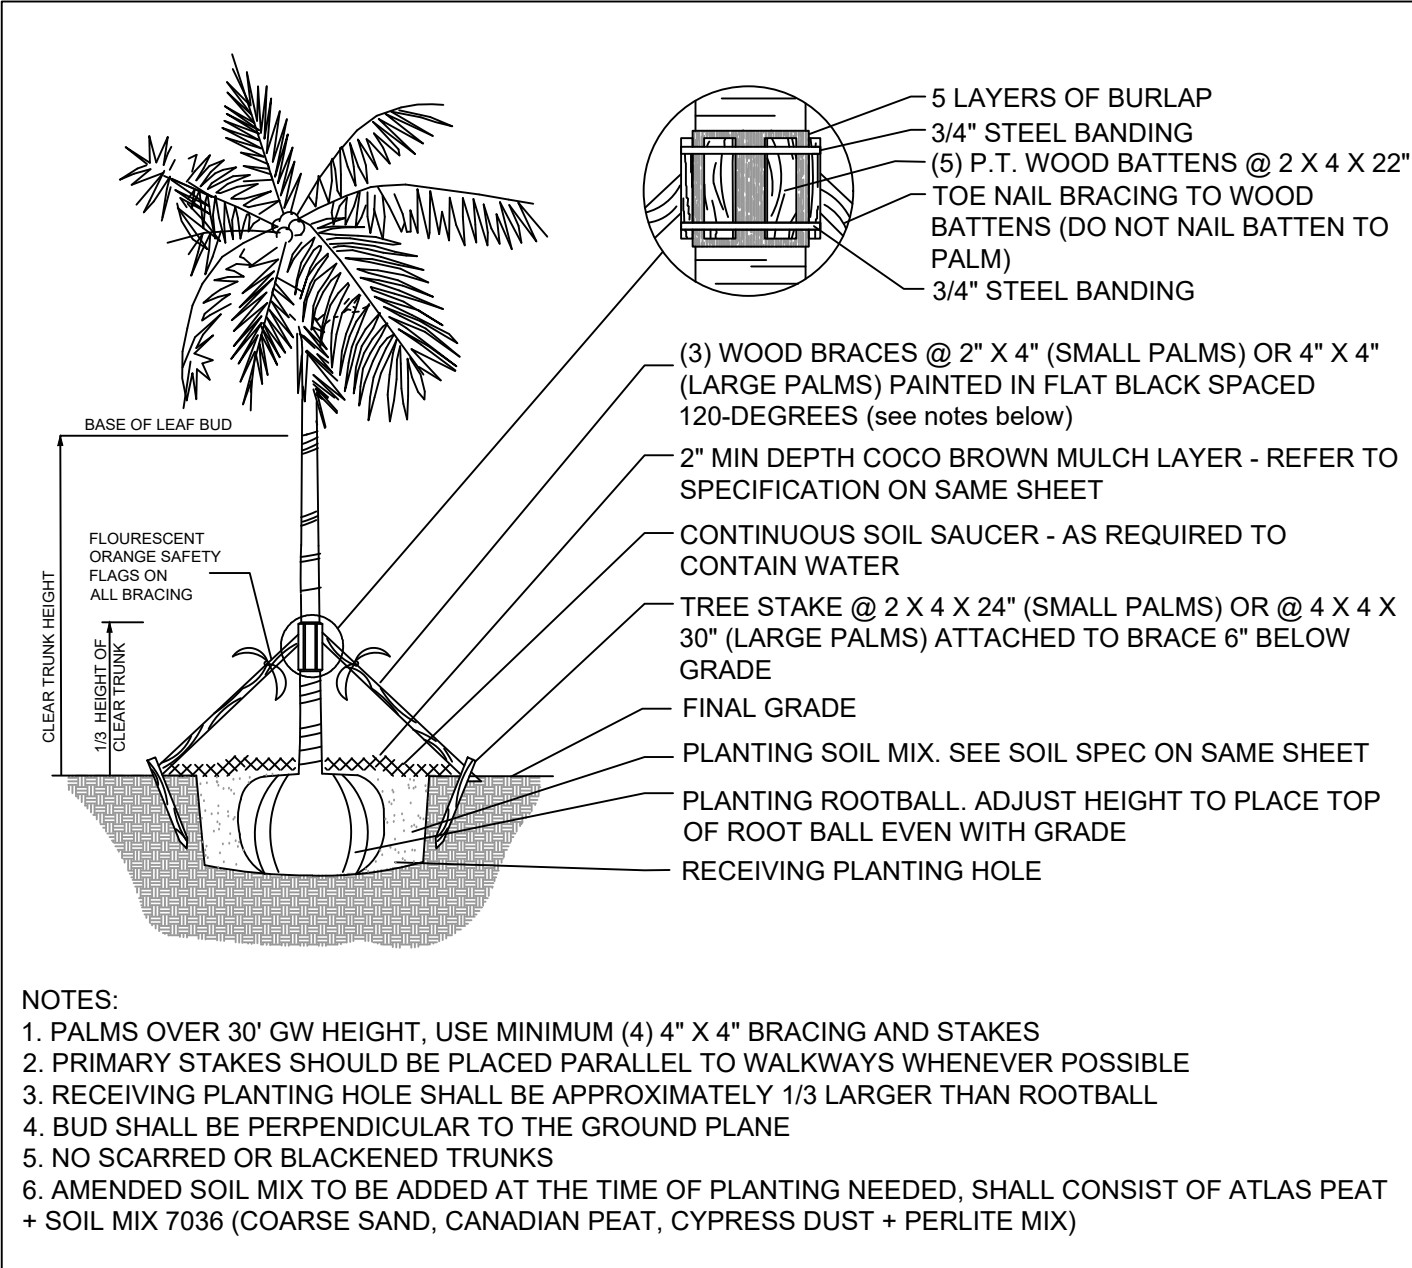 5 LAYERS OF BURLAP
3/4" STEEL BANDING
(5) P.T. WOOD BATTENS @ 2 X 4 X 22"
TOE NAIL BRACING TO WOOD
BATTENS (DO NOT NAIL BATTEN TO
PALM)
3/4" STEEL BANDING
(3) WOOD BRACES @ 2" X 4" (SMALL PALMS) OR 4" X 4"
(LARGE PALMS) PAINTED IN FLAT BLACK SPACED
120-DEGREES (see notes below)
BASE OF LEAF BUD
2" MIN DEPTH COCO BROWN MULCH LAYER - REFER TO
SPECIFICATION ON SAME SHEET
FLOURESCENT
ORANGE SAFETY
FLAGS ON
ALL BRACING
CONTINUOUS SOIL SAUCER - AS REQUIRED TO
CONTAIN WATER
CLEAR TRUNK HEIGHT
1/3 HEIGHT OF
CLEAR TRUNK
TREE STAKE @ 2 X 4 X 24" (SMALL PALMS) OR @ 4 X 4 X
30" (LARGE PALMS) ATTACHED TO BRACE 6" BELOW
GRADE
FINAL GRADE
PLANTING SOIL MIX. SEE SOIL SPEC ON SAME SHEET
PLANTING ROOTBALL. ADJUST HEIGHT TO PLACE TOP
OF ROOT BALL EVEN WITH GRADE
RECEIVING PLANTING HOLE
NOTES:
1. PALMS OVER 30' GW HEIGHT, USE MINIMUM (4) 4" X 4" BRACING AND STAKES
2. PRIMARY STAKES SHOULD BE PLACED PARALLEL TO WALKWAYS WHENEVER POSSIBLE
3. RECEIVING PLANTING HOLE SHALL BE APPROXIMATELY 1/3 LARGER THAN ROOTBALL
4. BUD SHALL BE PERPENDICULAR TO THE GROUND PLANE
5. NO SCARRED OR BLACKENED TRUNKS
6. AMENDED SOIL MIX TO BE ADDED AT THE TIME OF PLANTING NEEDED, SHALL CONSIST OF ATLAS PEAT
+ SOIL MIX 7036 (COARSE SAND, CANADIAN PEAT, CYPRESS DUST + PERLITE MIX)